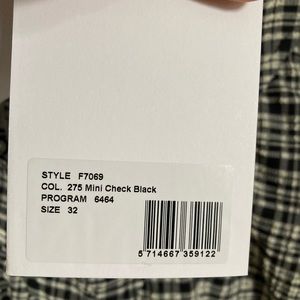 STYLE F7069
COL. 275 Mini Check Black
PROGRAM 6464
SIZE 32
5 714667 359122